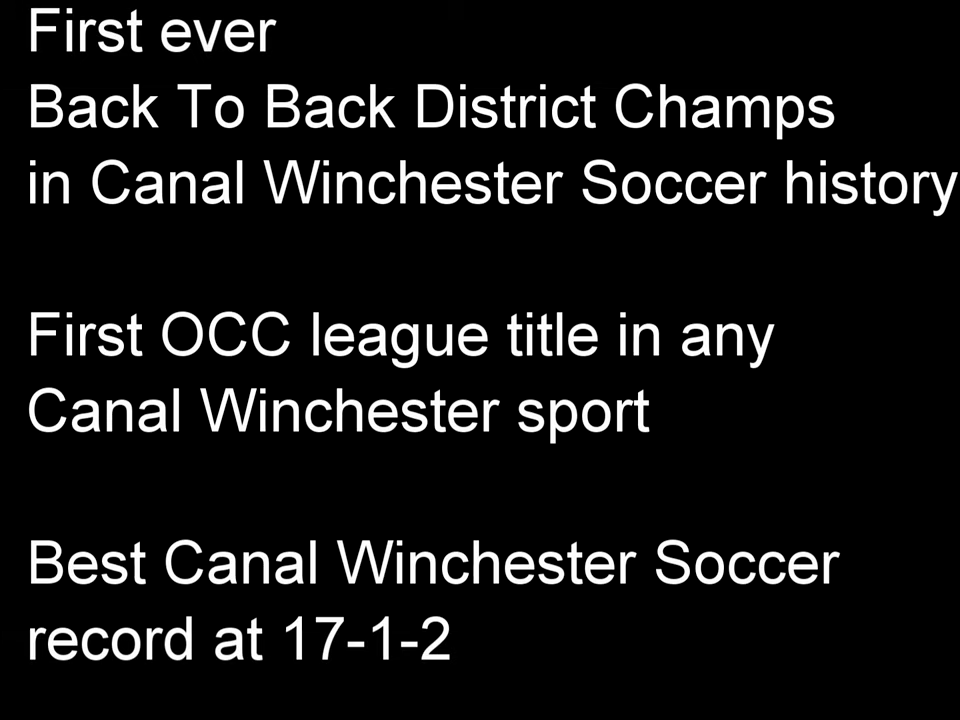 First ever
Back To Back District Champs
in Canal Winchester Soccer history
First OCC league title in any
Canal Winchester sport
Best Canal Winchester Soccer
record at 17-1-2